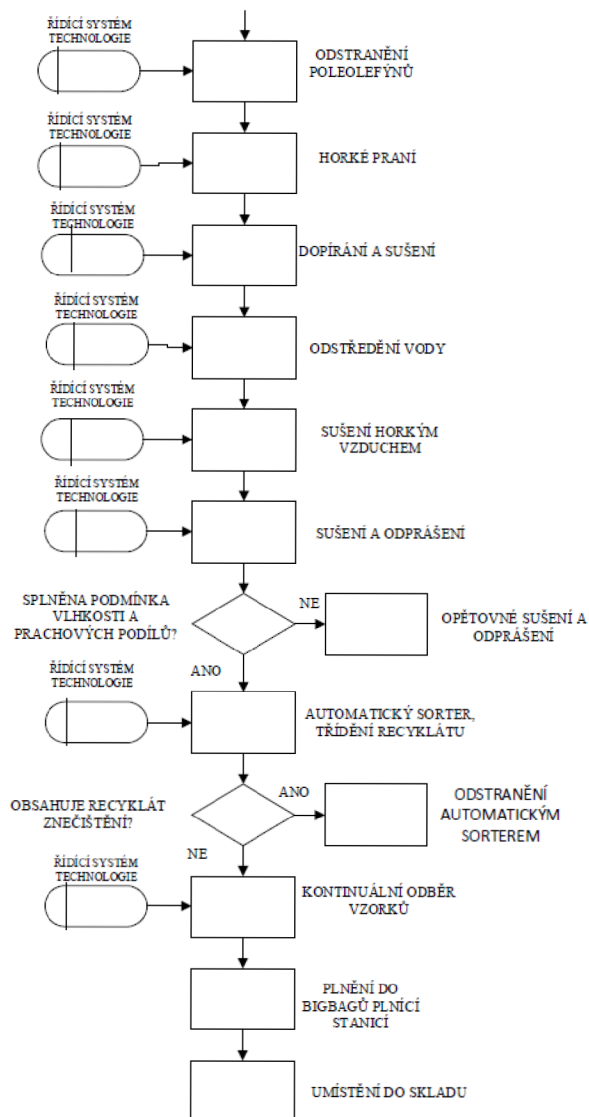 ŘÍDÍCÍ SYSTÉM
TECHNOLOGIE
ODSTRANĚNÍ
POLEOLEFÝNŮ
ŘÍDÍCÍ SYSTÉM
TECHNOLOGIE
HORKÉ PRANÍ
ŘÍDÍCÍ SYSTÉM
TECHNOLOGIE
DOPÍRÁNÍ A SUŠENÍ
ŘÍDÍCÍ SYSTÉM
TECHNOLOGIE
ODSTŘEDĚNÍ VODY
ŘÍDÍCÍ SYSTÉM
TECHNOLOGIE
SUŠENÍ HORKÝM
VZDUCHEM
ŘÍDÍCÍ SYSTÉM
TECHNOLOGIE
SUŠENÍ A ODPRÁŠENÍ
SPLNĚNA PODMÍNKA
VLHKOSTI A
PRACHOVÝCH PODÍLŮ?
NE
OPĚTOVNÉ SUŠENÍ A
ODPRÁŠENÍ
ANO
ŘÍDÍCÍ SYSTÉM
TECHNOLOGIE
AUTOMATICKÝ SORTER,
TŘÍDĚNÍ RECYKLÁTU
OBSAHUJE RECYKLÁT
ZNEČIŠTĚNÍ?
ANO
ODSTRANĚNÍ
AUTOMATICKÝM
SORTEREM
NE
ŘÍDÍCÍ SYSTÉM
TECHNOLOGIE
KONTINUÁLNÍ ODBĚR
VZORKŮ
PLNĚNÍ DO
BIGBAGŮ PLNÍCÍ
STANICÍ
UMÍSTĚNÍ DO SKLADU